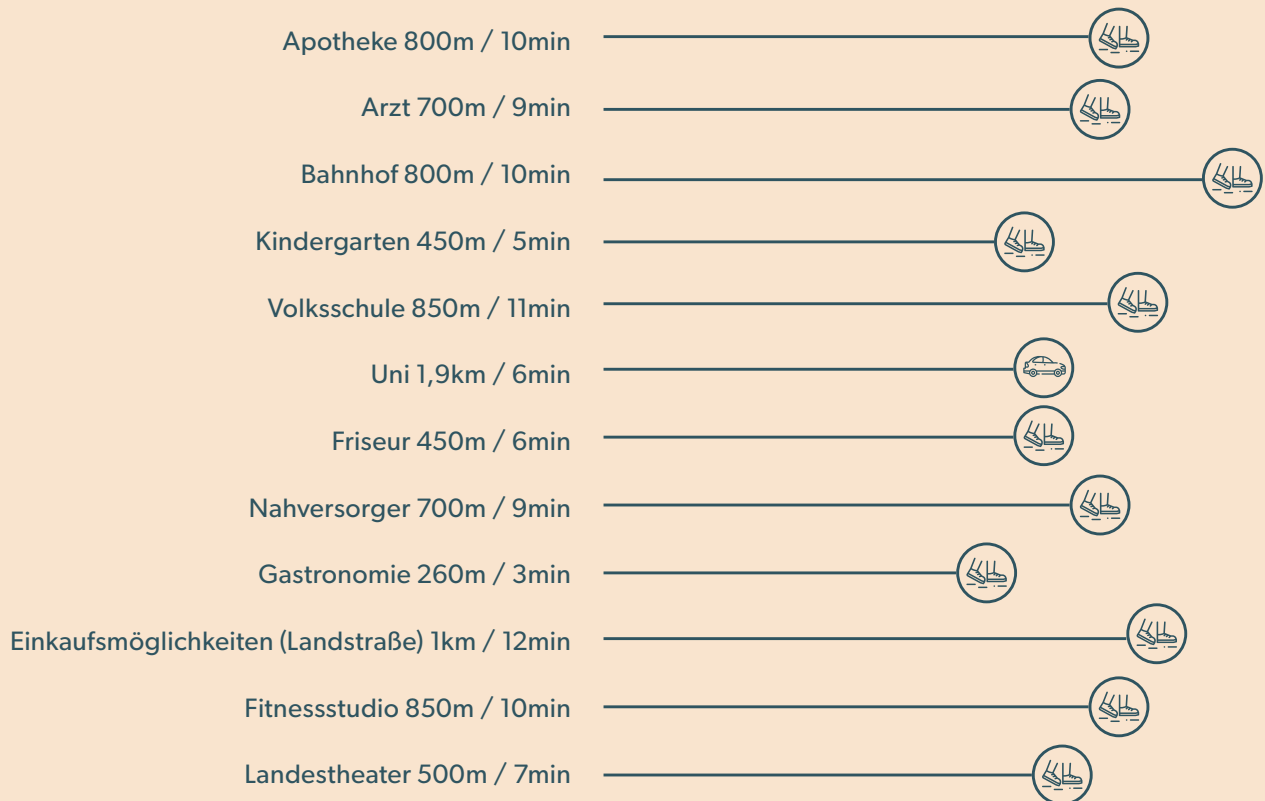 Apotheke 800m / 10min
Arzt 700m / 9min
Bahnhof 800m / 10min
Kindergarten 450m / 5min
Volksschule 850m / 11min
Uni 1,9km / 6min
Friseur 450m / 6min
Nahversorger 700m / 9min
Gastronomie 260m / 3min
Einkaufsmöglichkeiten (Landstraße) 1km / 12min
Fitnessstudio 850m / 10min
Landestheater 500m / 7min